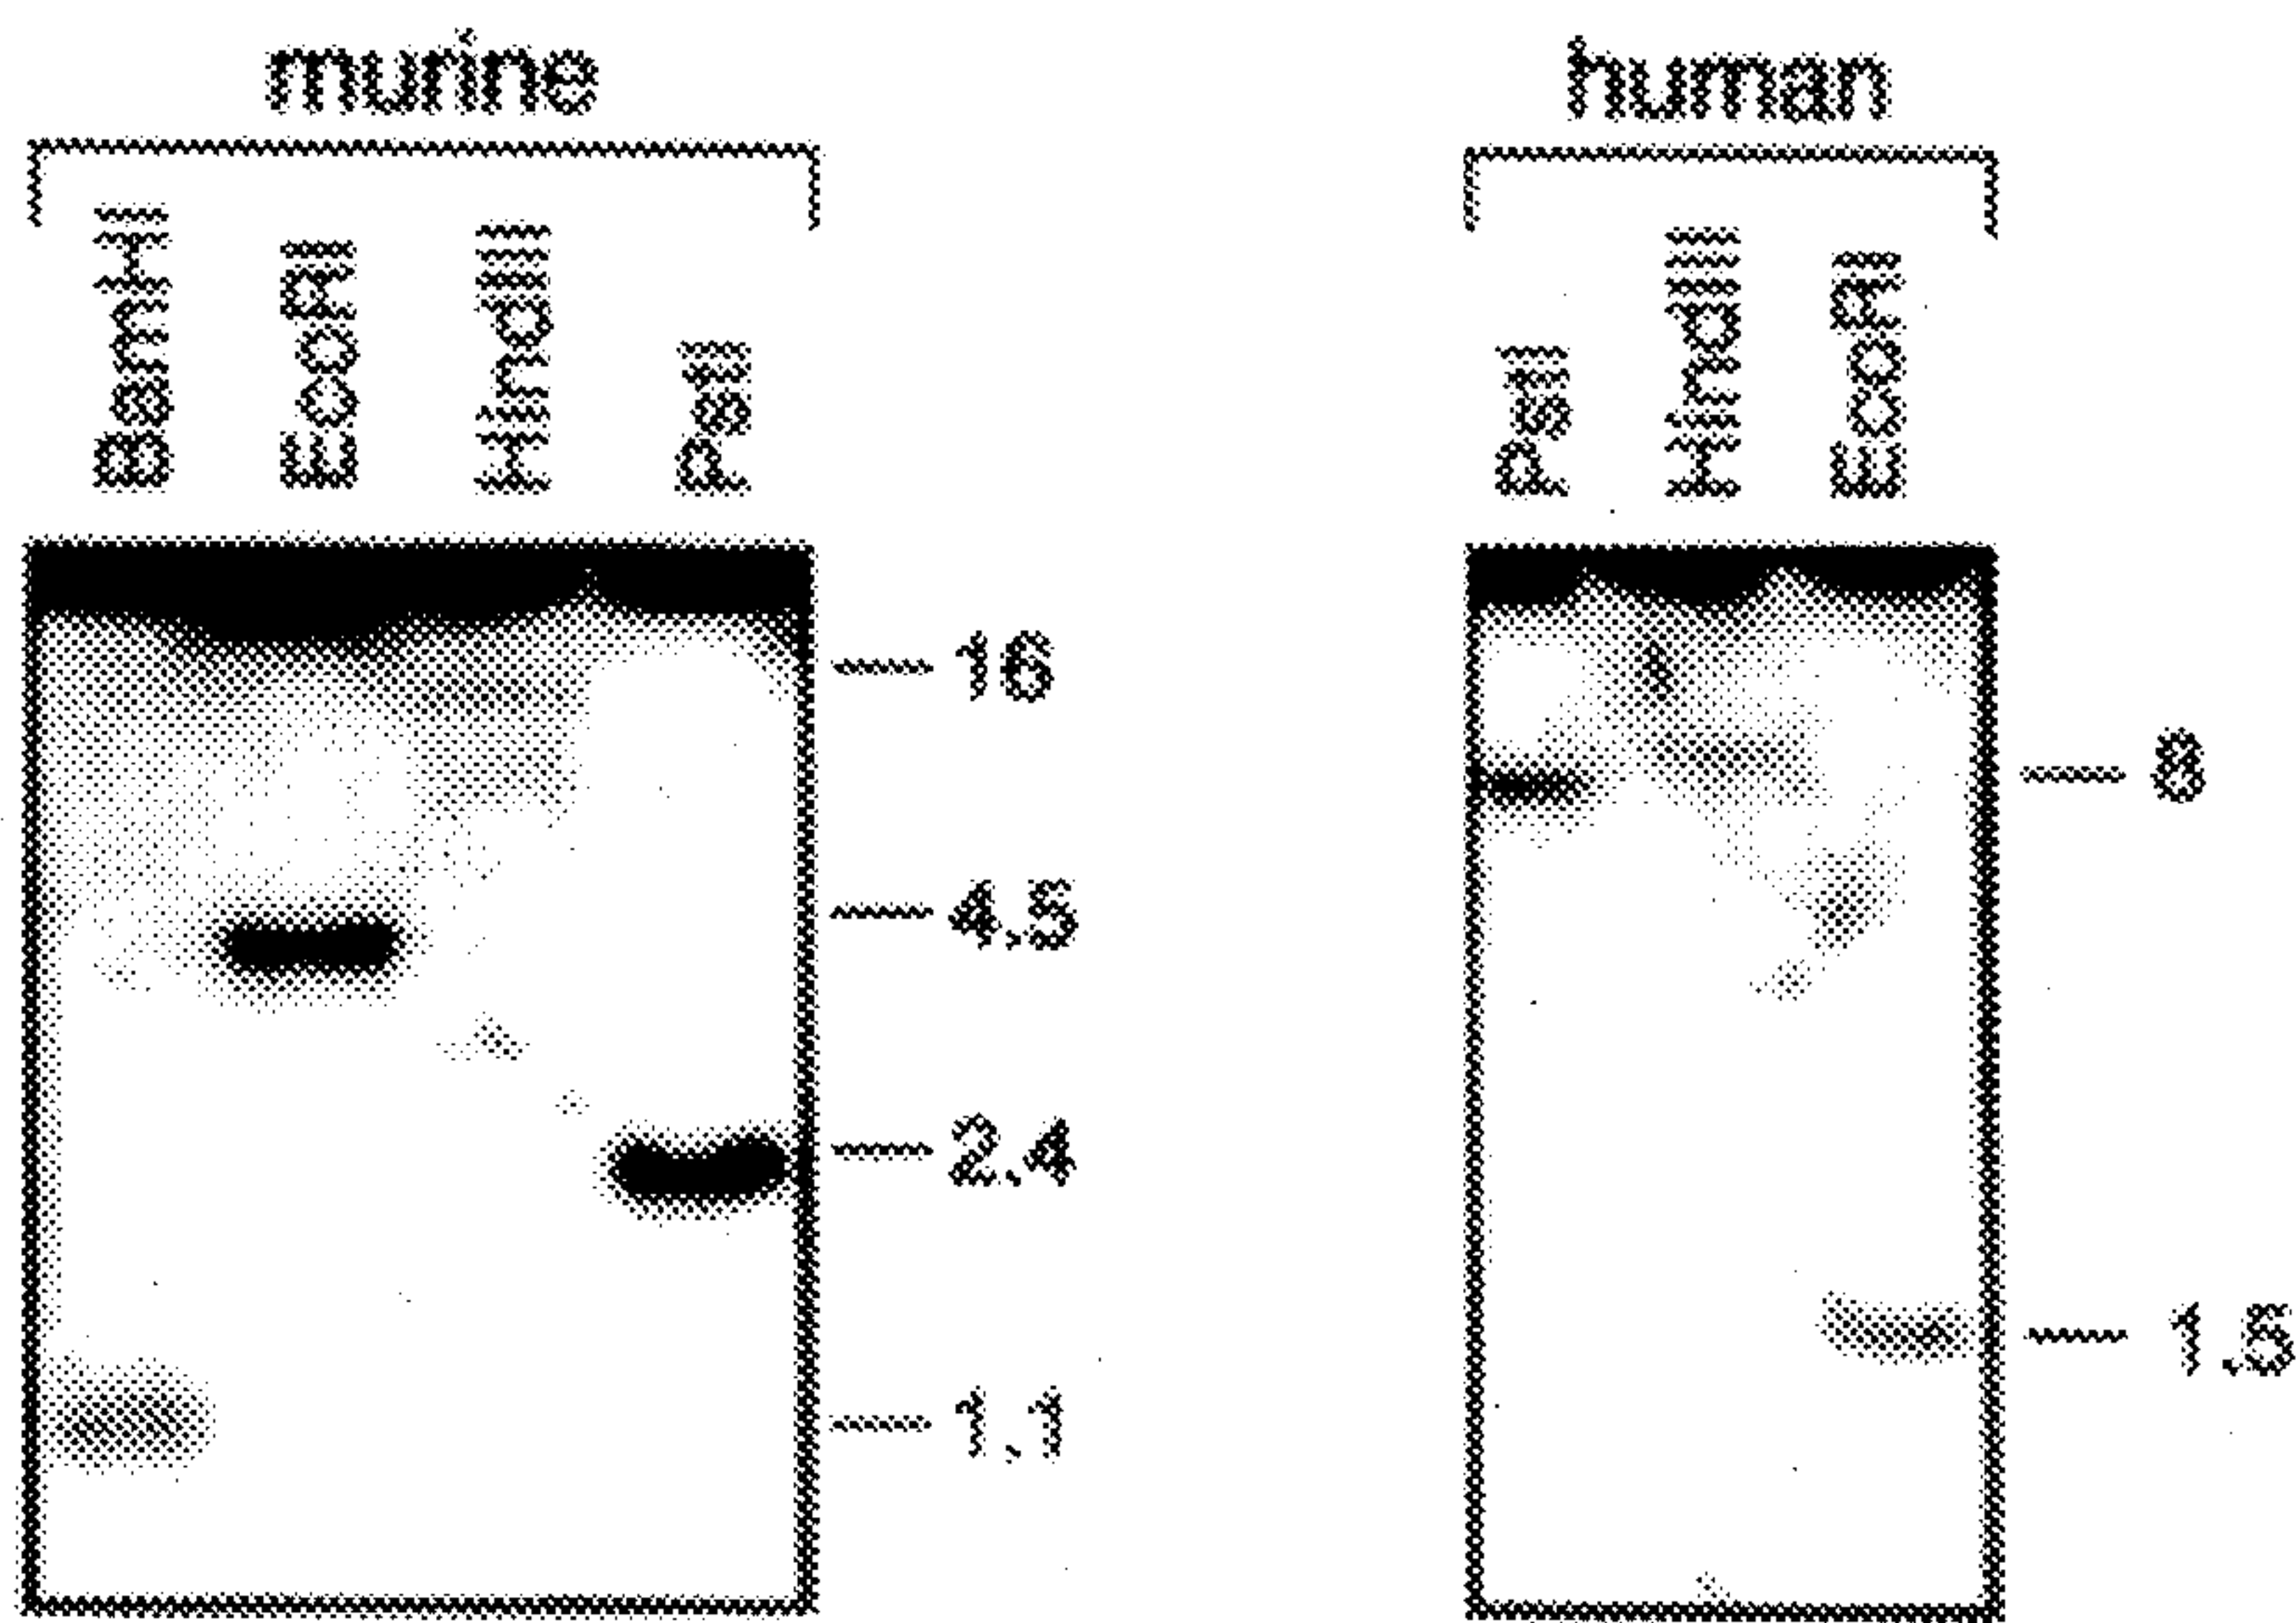 murine
human
BamHI
EcoRI
HindIII
PstI
PstI
HindIII
EcoRI
16
4.5
2.4
1.1
8
1.5